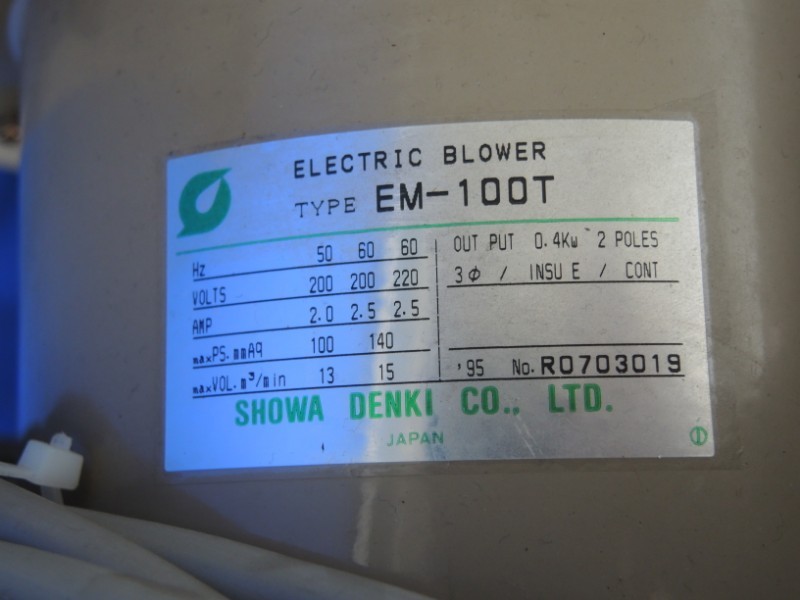 ELECTRIC BLOWER
TYPE EM-100T
Hz 50 60 60
VOLTS 200 200 220
AMP 2.0 2.5 2.5
maxPS.mmAq 100 140
maxVOL.m³/min 13 15
OUT PUT 0.4Kw 2 POLES
3Φ / INSU E / CONT
'95 No. R0703019
SHOWA DENKI CO., LTD.
JAPAN